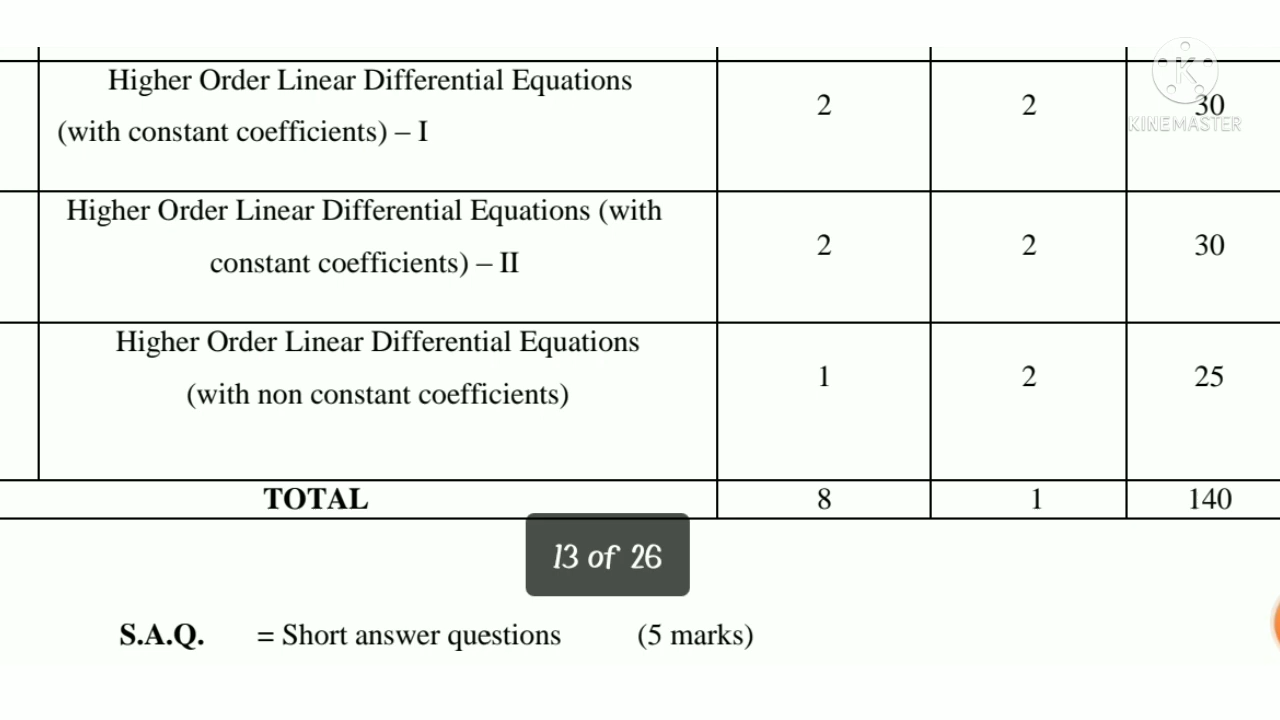 Higher Order Linear Differential Equations
(with constant coefficients) – I
2 2 30
KINEMASTER
Higher Order Linear Differential Equations (with
constant coefficients) – II
2 2 30
Higher Order Linear Differential Equations
(with non constant coefficients)
1 2 25
TOTAL 8 1 140
13 of 26
S.A.Q. = Short answer questions (5 marks)